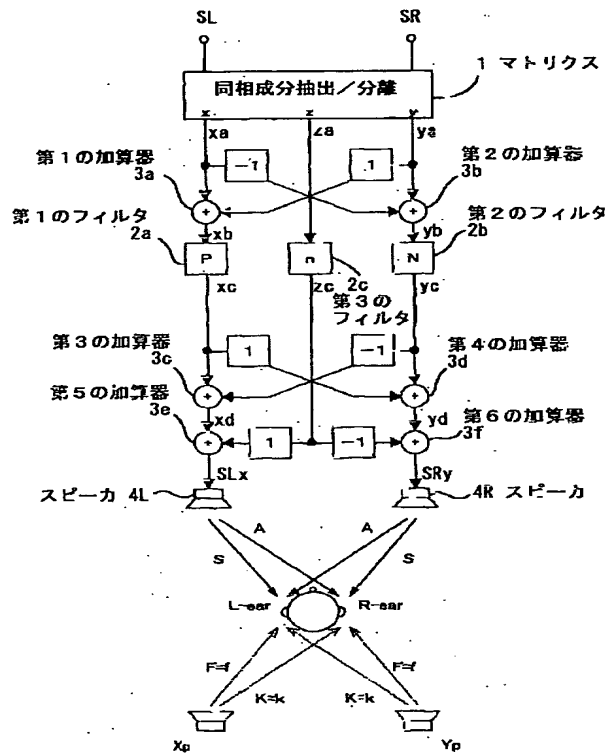 SL SR
1 マトリクス
同相成分抽出/分離
x z y
xa za ya
第1の加算器
3a
-1 1
第2の加算器
3b
+ +
第1のフィルタ
2a
xb yb
第2のフィルタ
2b
P n N
xc zc 2c yc
第3の
フィルタ
第3の加算器
3c
1 -1
第4の加算器
3d
+ +
第5の加算器
3e
xd yd
第6の加算器
3f
+ 1 -1 +
SLx SRy
スピーカ 4L 4R スピーカ
A A
S S
L-ear R-ear
F=f F=f
K=k K=k
Xp Yp